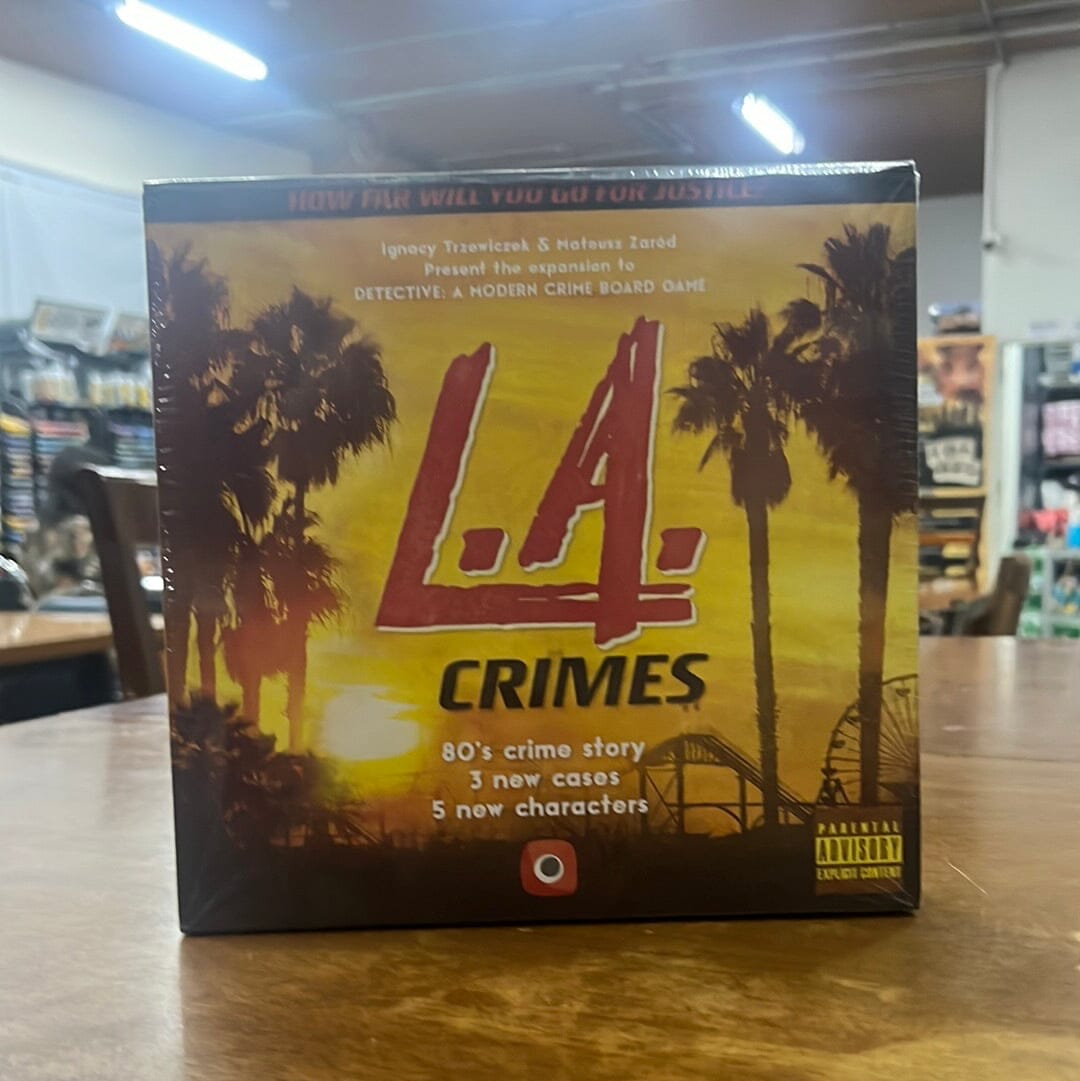 HOW FAR WILL YOU GO FOR JUSTICE?
Ignacy Trzewiczek & Mateusz Zaród
Present the expansion to
DETECTIVE: A MODERN CRIME BOARD GAME
L.A.
CRIMES
80's crime story
3 new cases
5 new characters
PARENTAL
ADVISORY
EXPLICIT CONTENT